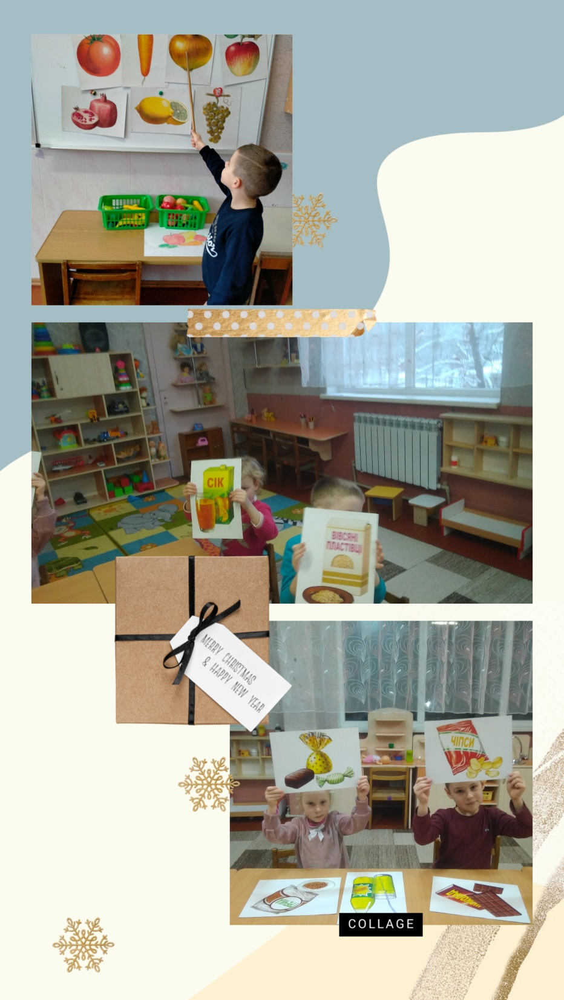 СІК
ВІВСЯНІ
ПЛАСТІВЦІ
MERRY CHRISTMAS
& HAPPY NEW YEAR
ЧІПСИ
COLLAGE